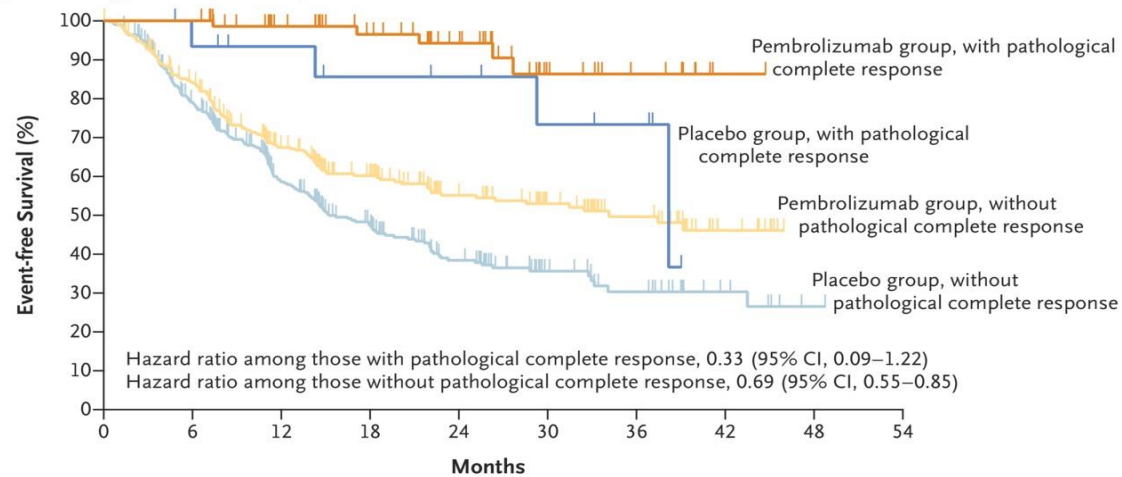 100
90
80
70
60
50
40
30
20
10
0
Event-free Survival (%)
Pembrolizumab group, with pathological
complete response
Placebo group, with pathological
complete response
Pembrolizumab group, without
pathological complete response
Placebo group, without
pathological complete response
Hazard ratio among those with pathological complete response, 0.33 (95% CI, 0.09–1.22)
Hazard ratio among those without pathological complete response, 0.69 (95% CI, 0.55–0.85)
0 6 12 18 24 30 36 42 48 54
Months